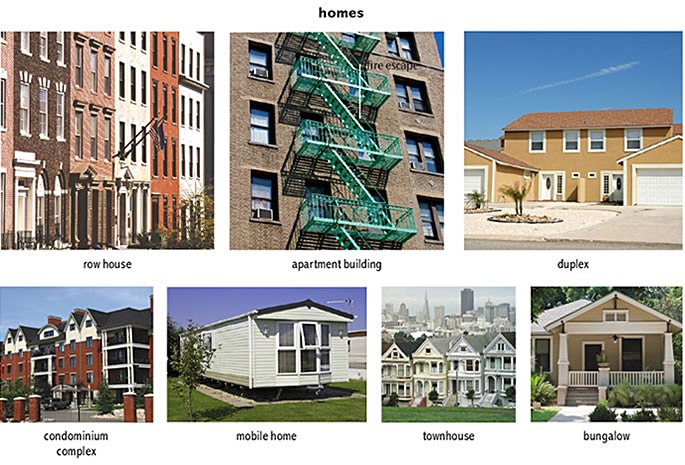 homes
fire escape
row house
apartment building
duplex
condominium
complex
mobile home
townhouse
bungalow